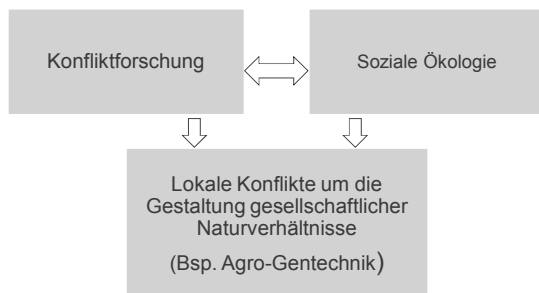 Konfliktforschung
Soziale Ökologie
Lokale Konflikte um die
Gestaltung gesellschaftlicher
Naturverhältnisse
(Bsp. Agro-Gentechnik)